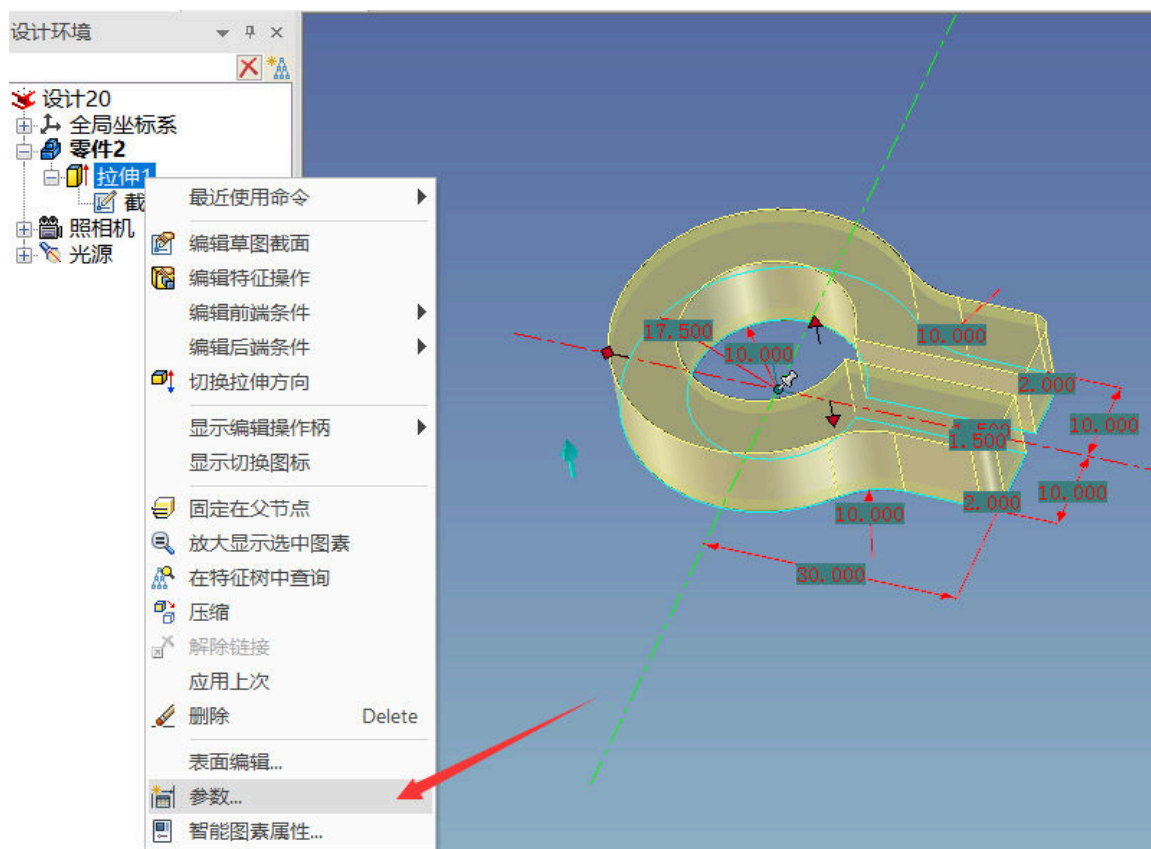 设计环境
设计20
全局坐标系
零件2
拉伸1
截
照相机
光源
最近使用命令
编辑草图截面
编辑特征操作
编辑前端条件
编辑后端条件
切换拉伸方向
显示编辑操作柄
显示切换图标
固定在父节点
放大显示选中图素
在特征树中查询
压缩
解除链接
应用上次
删除 Delete
表面编辑...
参数...
智能图素属性...
17.500
10.000
10.000
2.000
10.000
1.500
1.500
10.000
2.000
10.000
30.000